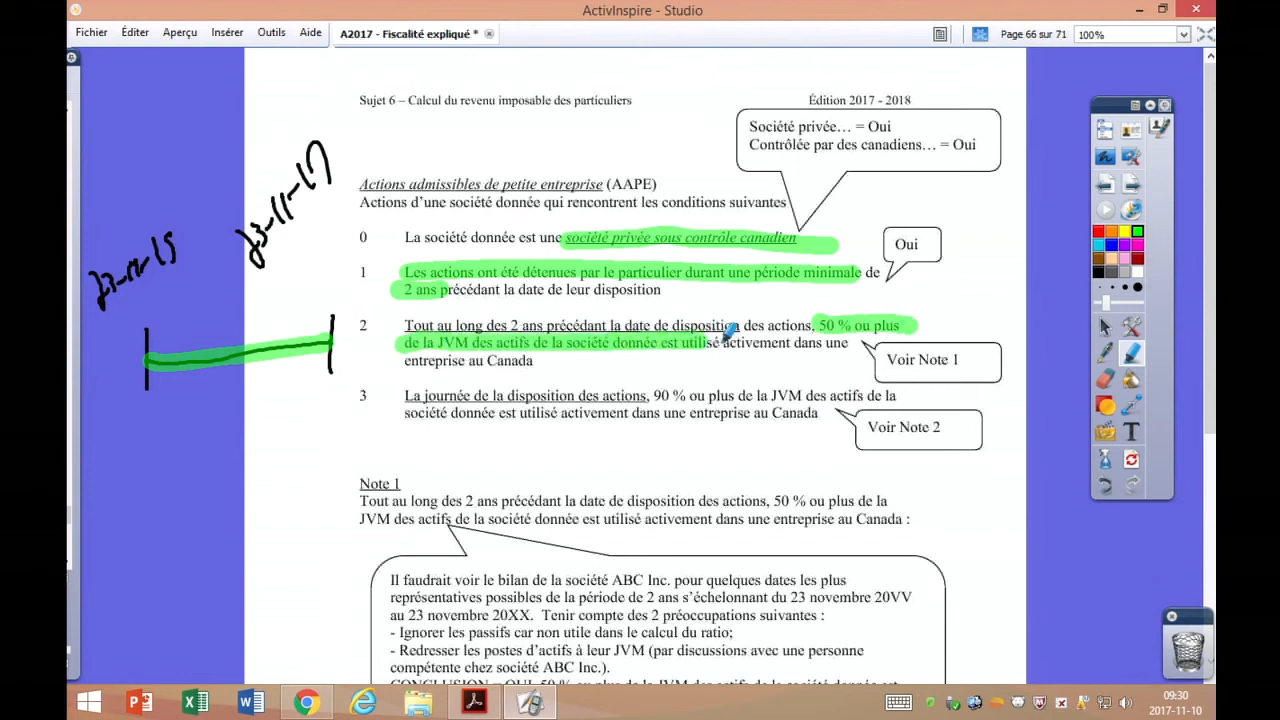 ActivInspire - Studio
Fichier Éditer Aperçu Insérer Outils Aide
A2017 - Fiscalité expliqué *
Page 66 sur 71
100%
Sujet 6 – Calcul du revenu imposable des particuliers
Édition 2017 - 2018
Société privée… = Oui
Contrôlée par des canadiens… = Oui
Actions admissibles de petite entreprise (AAPE)
Actions d’une société donnée qui rencontrent les conditions suivantes
0 La société donnée est une société privée sous contrôle canadien
Oui
1 Les actions ont été détenues par le particulier durant une période minimale de
2 ans précédant la date de leur disposition
2 Tout au long des 2 ans précédant la date de disposition des actions, 50 % ou plus
de la JVM des actifs de la société donnée est utilisé activement dans une
entreprise au Canada
Voir Note 1
3 La journée de la disposition des actions, 90 % ou plus de la JVM des actifs de la
société donnée est utilisé activement dans une entreprise au Canada
Voir Note 2
23-11-17
Note 1
Tout au long des 2 ans précédant la date de disposition des actions, 50 % ou plus de la
JVM des actifs de la société donnée est utilisé activement dans une entreprise au Canada :
Il faudrait voir le bilan de la société ABC Inc. pour quelques dates les plus
représentatives possibles de la période de 2 ans s’échelonnant du 23 novembre 20VV
au 23 novembre 20XX. Tenir compte des 2 préoccupations suivantes :
- Ignorer les passifs car non utile dans le calcul du ratio;
- Redresser les postes d’actifs à leur JVM (par discussions avec une personne
compétente chez société ABC Inc.).
09:30
2017-11-10